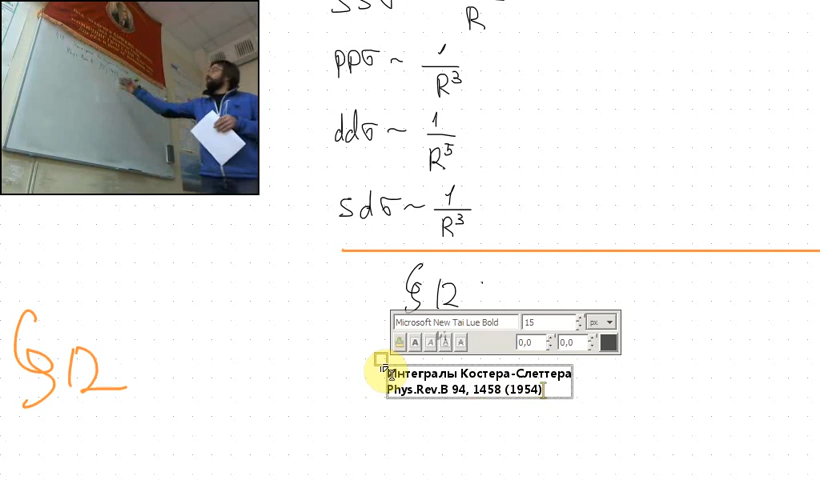 R
ppσ ~ 1/R³
ddσ ~ 1/R⁵
sdσ ~ 1/R³
§ 12
Microsoft New Tai Lue Bold 15 px
A A A A 0,0 0,0
Интегралы Костера-Слеттера
Phys.Rev.B 94, 1458 (1954)
§ 12